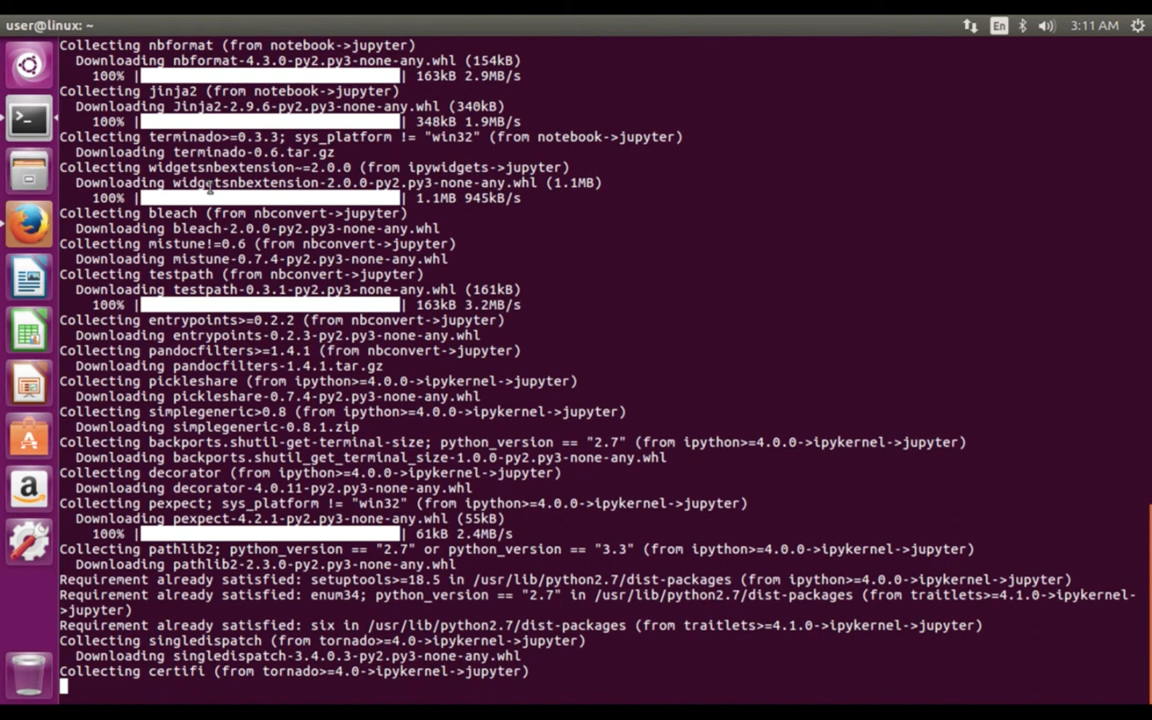 user@linux: ~
En
3:11 AM
Collecting nbformat (from notebook->jupyter)
Downloading nbformat-4.3.0-py2.py3-none-any.whl (154kB)
100% | | 163kB 2.9MB/s
Collecting jinja2 (from notebook->jupyter)
Downloading Jinja2-2.9.6-py2.py3-none-any.whl (340kB)
100% | | 348kB 1.9MB/s
Collecting terminado>=0.3.3; sys_platform != "win32" (from notebook->jupyter)
Downloading terminado-0.6.tar.gz
Collecting widgetsnbextension~=2.0.0 (from ipywidgets->jupyter)
Downloading widgetsnbextension-2.0.0-py2.py3-none-any.whl (1.1MB)
100% | | 1.1MB 945kB/s
Collecting bleach (from nbconvert->jupyter)
Downloading bleach-2.0.0-py2.py3-none-any.whl
Collecting mistune!=0.6 (from nbconvert->jupyter)
Downloading mistune-0.7.4-py2.py3-none-any.whl
Collecting testpath (from nbconvert->jupyter)
Downloading testpath-0.3.1-py2.py3-none-any.whl (161kB)
100% | | 163kB 3.2MB/s
Collecting entrypoints>=0.2.2 (from nbconvert->jupyter)
Downloading entrypoints-0.2.3-py2.py3-none-any.whl
Collecting pandocfilters>=1.4.1 (from nbconvert->jupyter)
Downloading pandocfilters-1.4.1.tar.gz
Collecting pickleshare (from ipython>=4.0.0->ipykernel->jupyter)
Downloading pickleshare-0.7.4-py2.py3-none-any.whl
Collecting simplegeneric>0.8 (from ipython>=4.0.0->ipykernel->jupyter)
Downloading simplegeneric-0.8.1.zip
Collecting backports.shutil-get-terminal-size; python_version == "2.7" (from ipython>=4.0.0->ipykernel->jupyter)
Downloading backports.shutil_get_terminal_size-1.0.0-py2.py3-none-any.whl
Collecting decorator (from ipython>=4.0.0->ipykernel->jupyter)
Downloading decorator-4.0.11-py2.py3-none-any.whl
Collecting pexpect; sys_platform != "win32" (from ipython>=4.0.0->ipykernel->jupyter)
Downloading pexpect-4.2.1-py2.py3-none-any.whl (55kB)
100% | | 61kB 2.4MB/s
Collecting pathlib2; python_version == "2.7" or python_version == "3.3" (from ipython>=4.0.0->ipykernel->jupyter)
Downloading pathlib2-2.3.0-py2.py3-none-any.whl
Requirement already satisfied: setuptools>=18.5 in /usr/lib/python2.7/dist-packages (from ipython>=4.0.0->ipykernel->jupyter)
Requirement already satisfied: enum34; python_version == "2.7" in /usr/lib/python2.7/dist-packages (from traitlets>=4.1.0->ipykernel-
>jupyter)
Requirement already satisfied: six in /usr/lib/python2.7/dist-packages (from traitlets>=4.1.0->ipykernel->jupyter)
Collecting singledispatch (from tornado>=4.0->ipykernel->jupyter)
Downloading singledispatch-3.4.0.3-py2.py3-none-any.whl
Collecting certifi (from tornado>=4.0->ipykernel->jupyter)